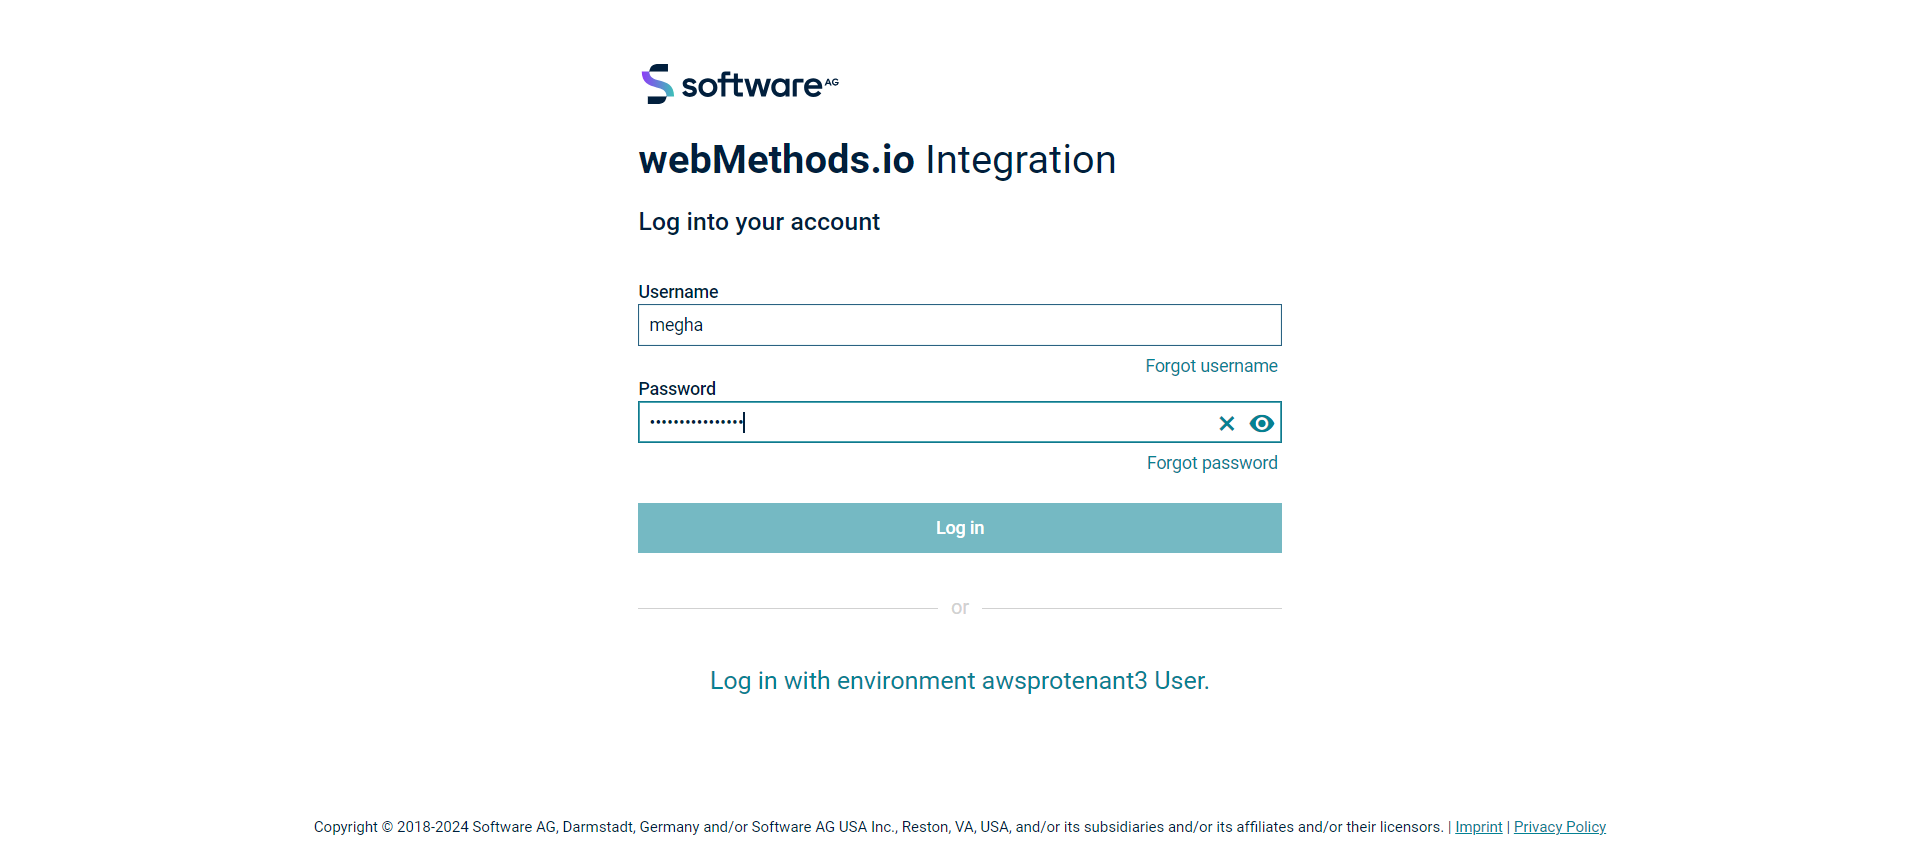 software AG
webMethods.io Integration
Log into your account
Username
megha
Forgot username
Password
••••••••••••••••
Forgot password
Log in
or
Log in with environment awsprotenant3 User.
Copyright © 2018-2024 Software AG, Darmstadt, Germany and/or Software AG USA Inc., Reston, VA, USA, and/or its subsidiaries and/or its affiliates and/or their licensors. | Imprint | Privacy Policy